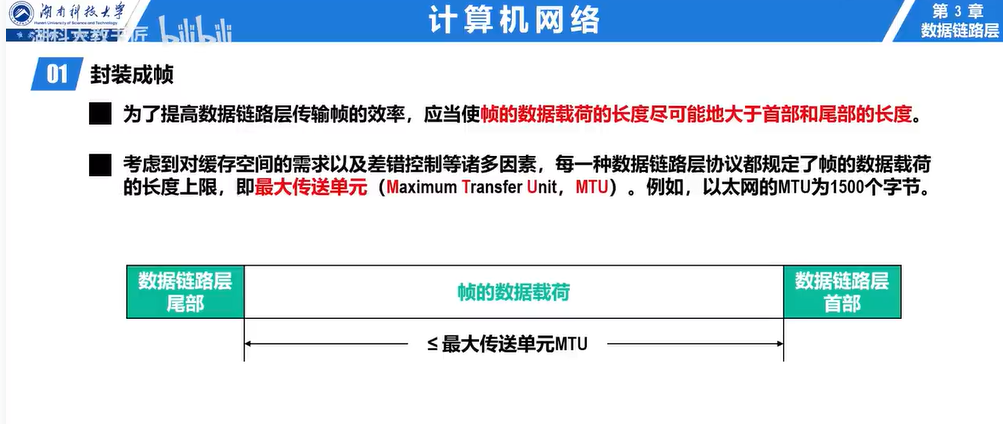 湖南科技大学
Hunan University of Science and Technology
湖科大教书匠
bilibili
计算机网络
第 3 章
数据链路层
01 封装成帧
为了提高数据链路层传输帧的效率，应当使帧的数据载荷的长度尽可能地大于首部和尾部的长度。
考虑到对缓存空间的需求以及差错控制等诸多因素，每一种数据链路层协议都规定了帧的数据载荷
的长度上限，即最大传送单元（Maximum Transfer Unit，MTU）。例如，以太网的MTU为1500个字节。
数据链路层
尾部
帧的数据载荷
数据链路层
首部
≤最大传送单元MTU